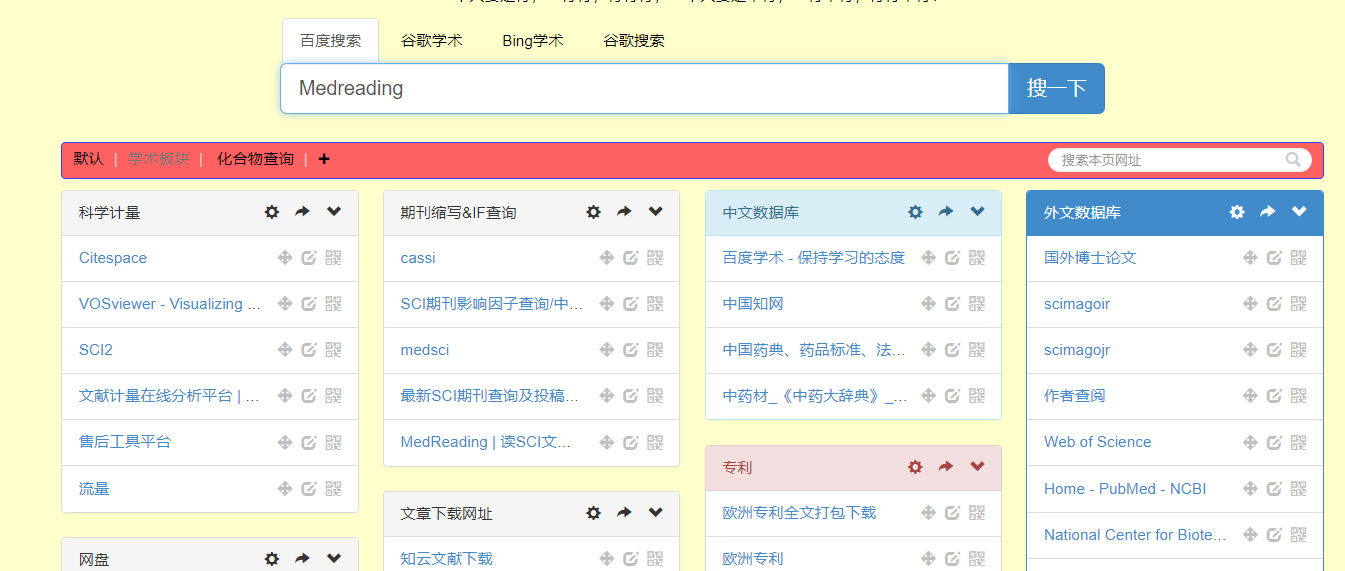 百度搜索 谷歌学术 Bing学术 谷歌搜索
Medreading 搜一下
默认 | 学术板块 | 化合物查询 | +
搜索本页网址
科学计量
Citespace
VOSviewer - Visualizing ...
SCI2
文献计量在线分析平台 | ...
售后工具平台
流量
网盘
期刊缩写&IF查询
cassi
SCI期刊影响因子查询/中...
medsci
最新SCI期刊查询及投稿...
MedReading | 读SCI文...
文章下载网址
知云文献下载
中文数据库
百度学术 - 保持学习的态度
中国知网
中国药典、药品标准、法...
中药材_《中药大辞典》_...
专利
欧洲专利全文打包下载
欧洲专利
外文数据库
国外博士论文
scimagoir
scimagojr
作者查阅
Web of Science
Home - PubMed - NCBI
National Center for Biote...